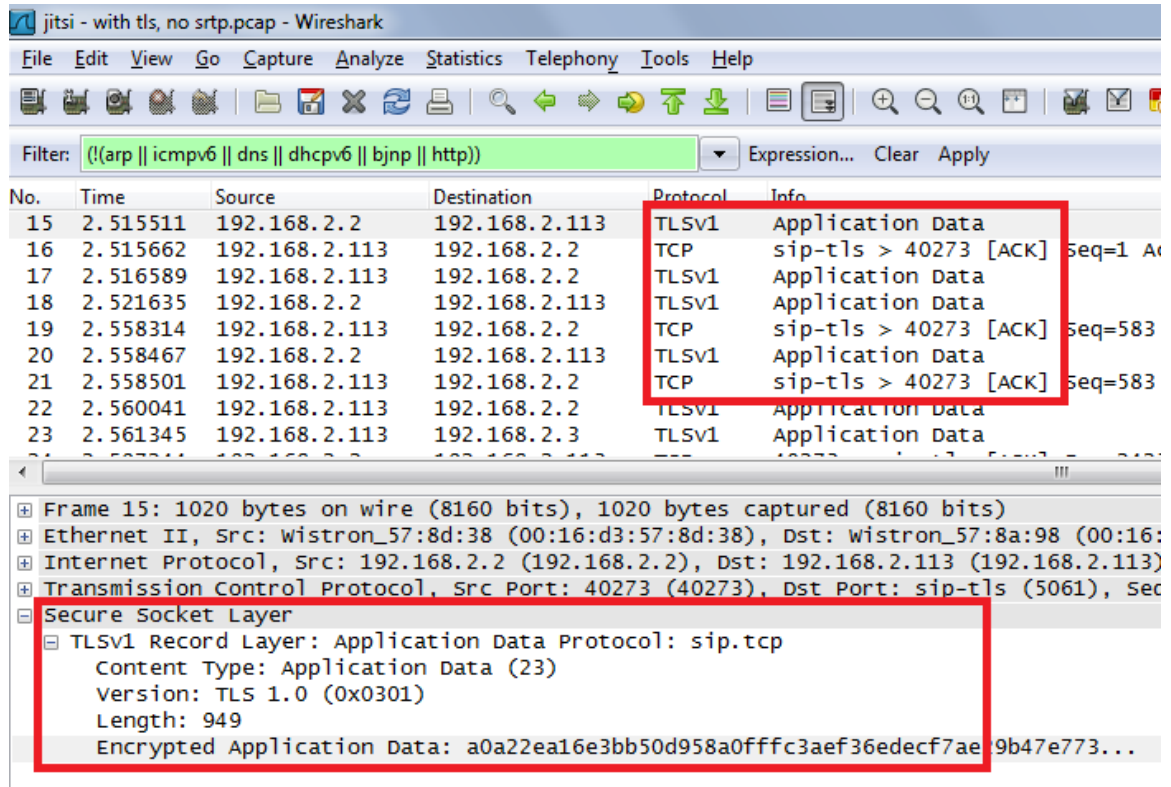 jitsi - with tls, no srtp.pcap - Wireshark
File Edit View Go Capture Analyze Statistics Telephony Tools Help
Filter: (!(arp || icmpv6 || dns || dhcpv6 || bjnp || http)) Expression... Clear Apply
No. Time Source Destination Protocol Info
15 2.515511 192.168.2.2 192.168.2.113 TLSv1 Application Data
16 2.515662 192.168.2.113 192.168.2.2 TCP sip-tls > 40273 [ACK] Seq=1
17 2.516589 192.168.2.113 192.168.2.2 TLSv1 Application Data
18 2.521635 192.168.2.2 192.168.2.113 TLSv1 Application Data
19 2.558314 192.168.2.113 192.168.2.2 TCP sip-tls > 40273 [ACK] Seq=583
20 2.558467 192.168.2.2 192.168.2.113 TLSv1 Application Data
21 2.558501 192.168.2.113 192.168.2.2 TCP sip-tls > 40273 [ACK] Seq=583
22 2.560041 192.168.2.113 192.168.2.2 TLSv1 Application Data
23 2.561345 192.168.2.113 192.168.2.3 TLSv1 Application Data
Frame 15: 1020 bytes on wire (8160 bits), 1020 bytes captured (8160 bits)
Ethernet II, Src: Wistron_57:8d:38 (00:16:d3:57:8d:38), Dst: Wistron_57:8a:98 (00:16:
Internet Protocol, Src: 192.168.2.2 (192.168.2.2), Dst: 192.168.2.113 (192.168.2.113)
Transmission Control Protocol, Src Port: 40273 (40273), Dst Port: sip-tls (5061),
Secure Socket Layer
TLSv1 Record Layer: Application Data Protocol: sip.tcp
Content Type: Application Data (23)
Version: TLS 1.0 (0x0301)
Length: 949
Encrypted Application Data: